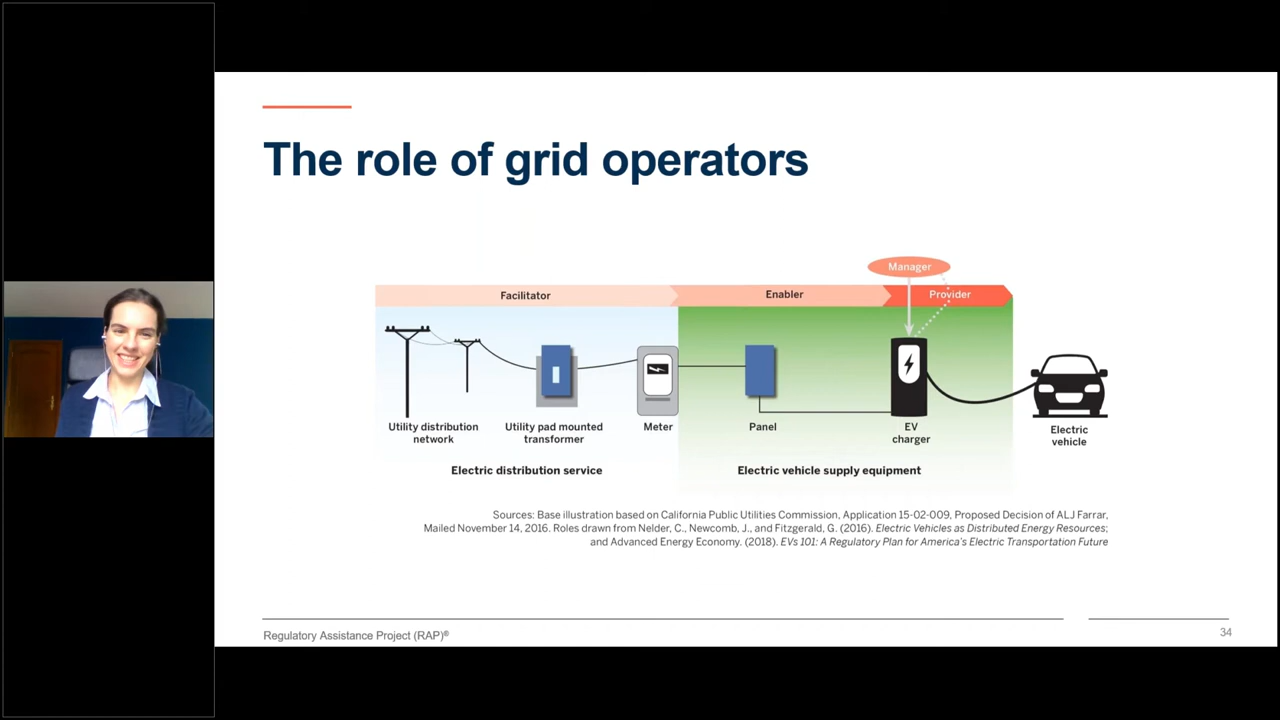 The role of grid operators
Manager
Facilitator
Enabler
Provider
Utility distribution
network
Utility pad mounted
transformer
Meter
Panel
EV
charger
Electric
vehicle
Electric distribution service
Electric vehicle supply equipment
Sources: Base illustration based on California Public Utilities Commission, Application 15-02-009, Proposed Decision of ALJ Farrar,
Mailed November 14, 2016. Roles drawn from Nelder, C., Newcomb, J., and Fitzgerald, G. (2016). Electric Vehicles as Distributed Energy Resources;
and Advanced Energy Economy. (2018). EVs 101: A Regulatory Plan for America's Electric Transportation Future
Regulatory Assistance Project (RAP)®
34